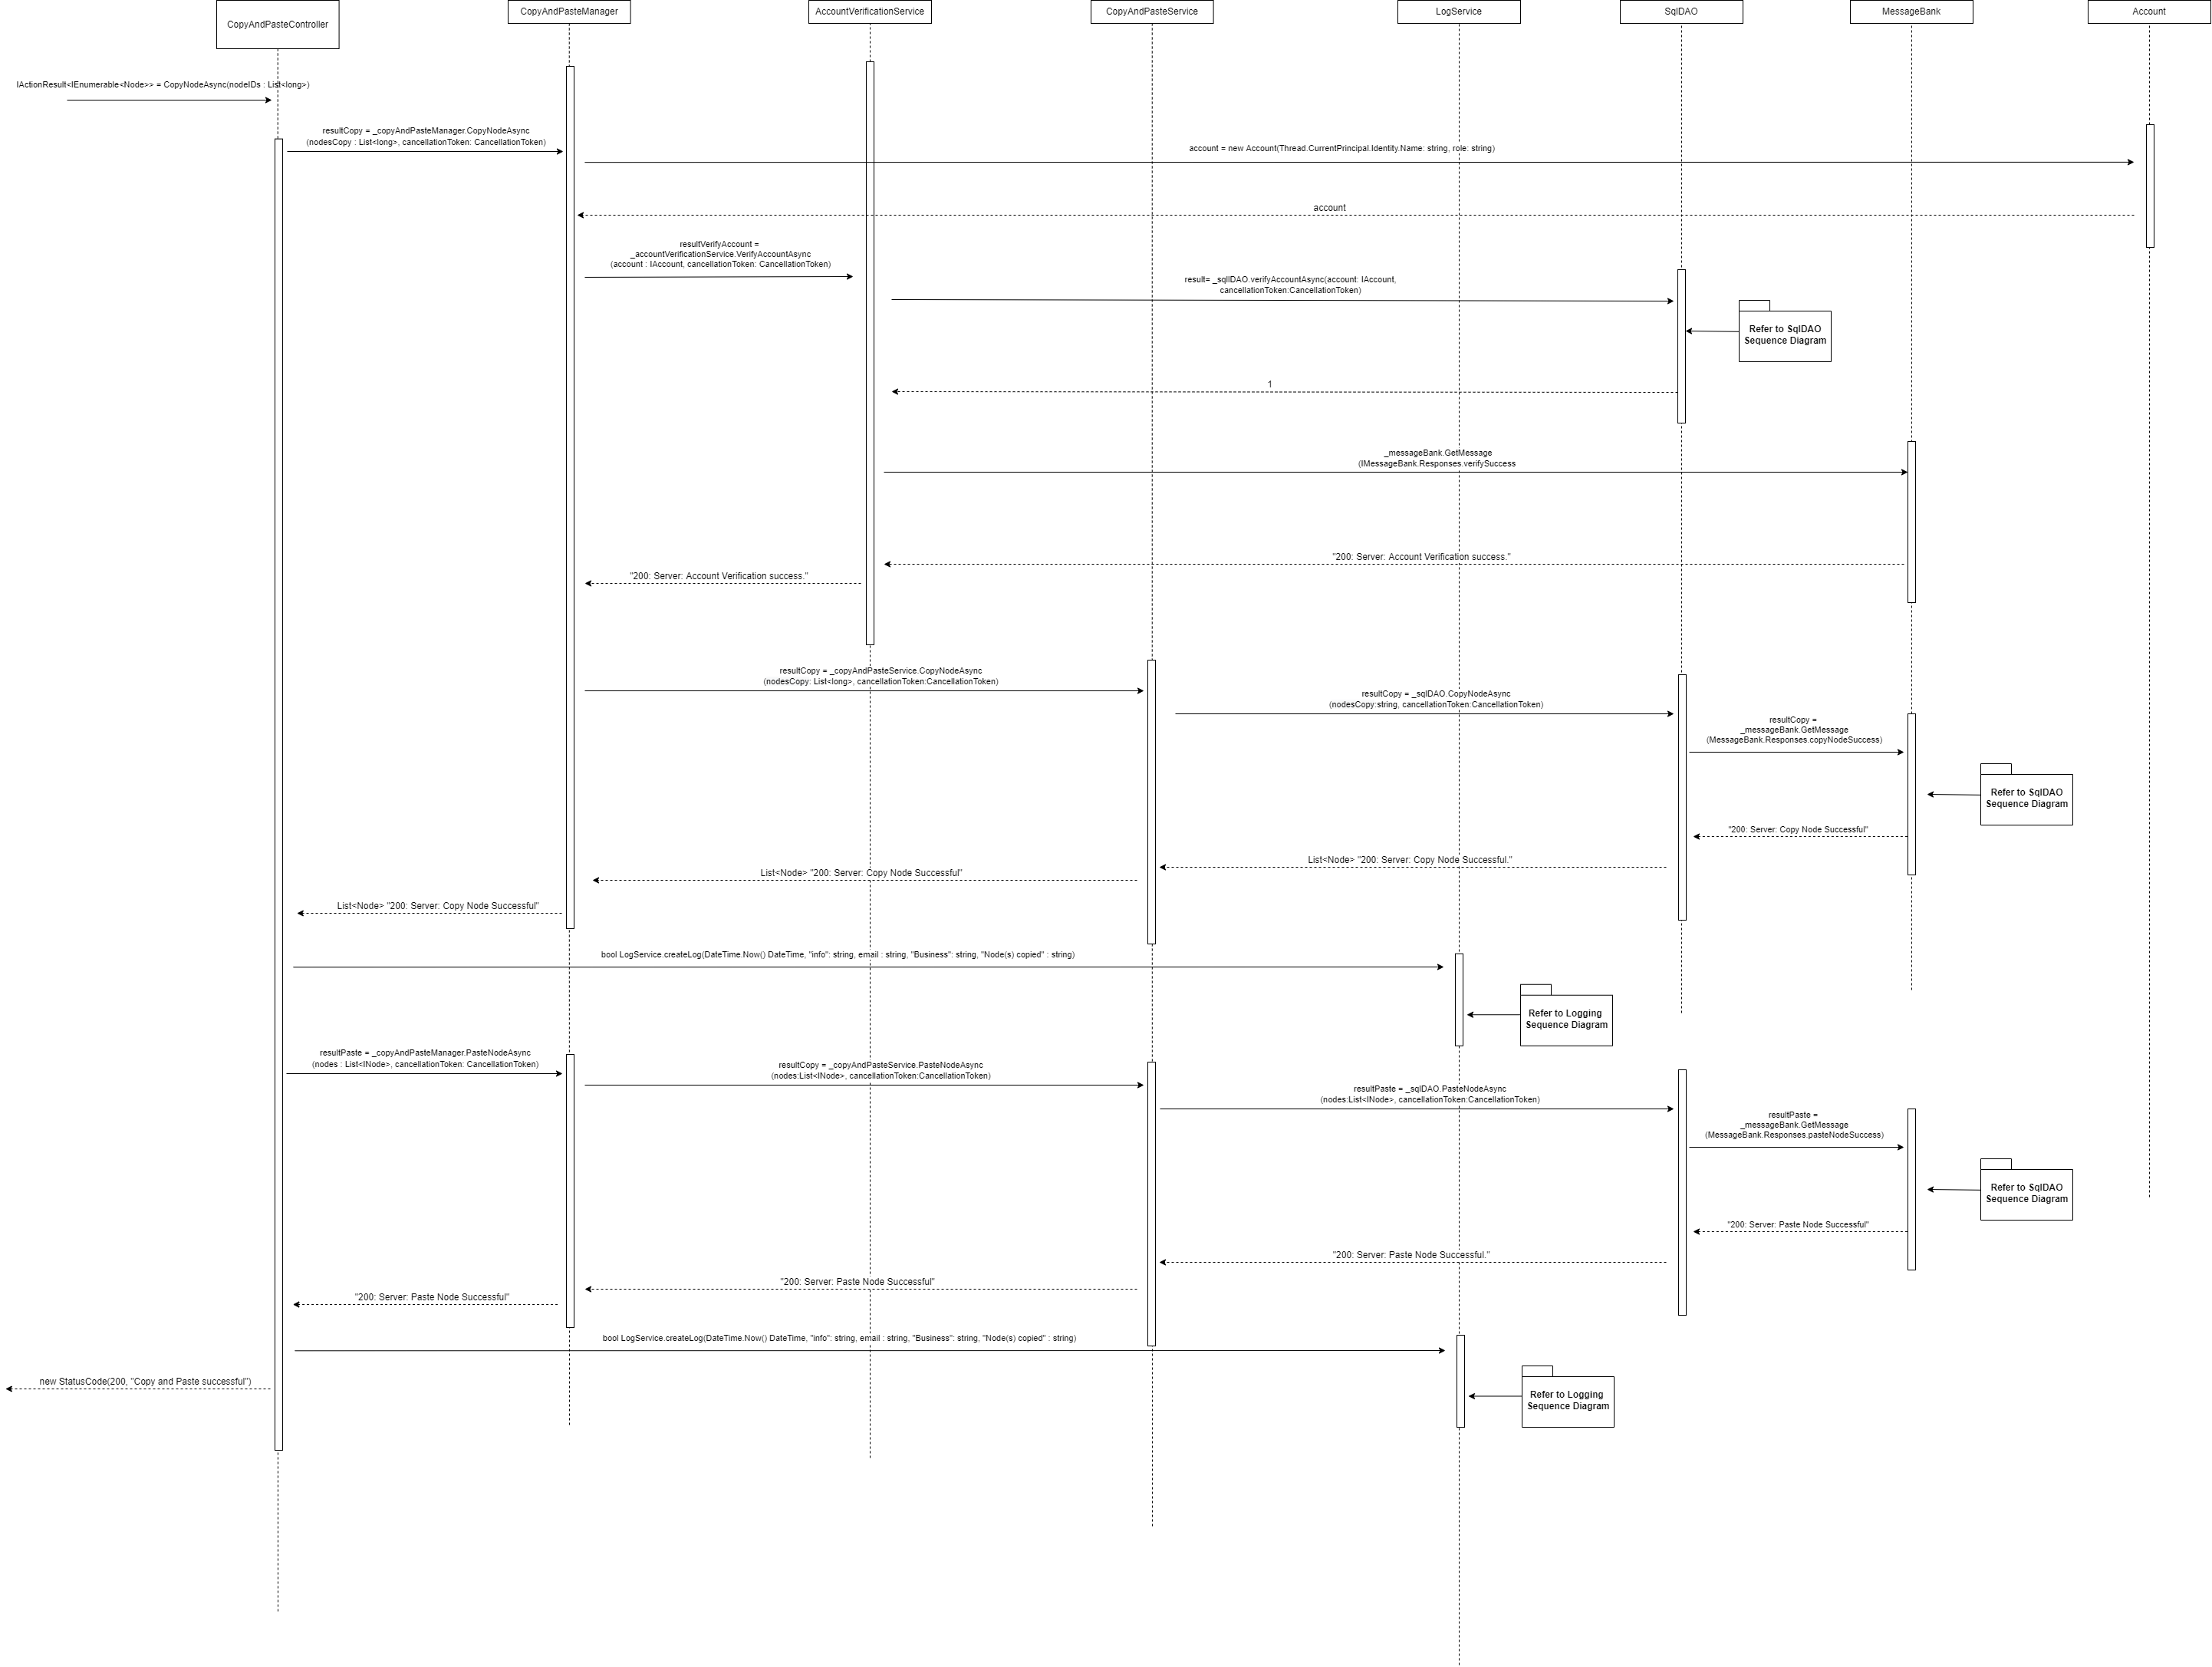 CopyAndPasteController
CopyAndPasteManager
AccountVerificationService
CopyAndPasteService
LogService
SqlDAO
MessageBank
Account
IActionResult<IEnumerable<Node>> = CopyNodeAsync(nodeIDs : List<long>)
resultCopy = _copyAndPasteManager.CopyNodeAsync
(nodesCopy : List<long>, cancellationToken: CancellationToken)
account = new Account(Thread.CurrentPrincipal.Identity.Name: string, role: string)
account
resultVerifyAccount =
_accountVerificationService.VerifyAccountAsync
(account : IAccount, cancellationToken: CancellationToken)
result= _sqlIDAO.verifyAccountAsync(account: IAccount,
cancellationToken:CancellationToken)
Refer to SqlDAO
Sequence Diagram
1
_messageBank.GetMessage
(IMessageBank.Responses.verifySuccess
"200: Server: Account Verification success."
"200: Server: Account Verification success."
resultCopy = _copyAndPasteService.CopyNodeAsync
(nodesCopy: List<long>, cancellationToken:CancellationToken)
resultCopy = _sqlDAO.CopyNodeAsync
(nodesCopy:string, cancellationToken:CancellationToken)
resultCopy =
_messageBank.GetMessage
(MessageBank.Responses.copyNodeSuccess)
Refer to SqlDAO
Sequence Diagram
"200: Server: Copy Node Successful"
List<Node> "200: Server: Copy Node Successful."
List<Node> "200: Server: Copy Node Successful"
List<Node> "200: Server: Copy Node Successful"
bool LogService.createLog(DateTime.Now() DateTime, "info": string, email : string, "Business": string, "Node(s) copied" : string)
Refer to Logging
Sequence Diagram
resultPaste = _copyAndPasteManager.PasteNodeAsync
(nodes : List<INode>, cancellationToken: CancellationToken)
resultCopy = _copyAndPasteService.PasteNodeAsync
(nodes:List<INode>, cancellationToken:CancellationToken)
resultPaste = _sqlDAO.PasteNodeAsync
(nodes:List<INode>, cancellationToken:CancellationToken)
resultPaste =
_messageBank.GetMessage
(MessageBank.Responses.pasteNodeSuccess)
Refer to SqlDAO
Sequence Diagram
"200: Server: Paste Node Successful"
"200: Server: Paste Node Successful."
"200: Server: Paste Node Successful"
"200: Server: Paste Node Successful"
bool LogService.createLog(DateTime.Now() DateTime, "info": string, email : string, "Business": string, "Node(s) copied" : string)
new StatusCode(200, "Copy and Paste successful")
Refer to Logging
Sequence Diagram